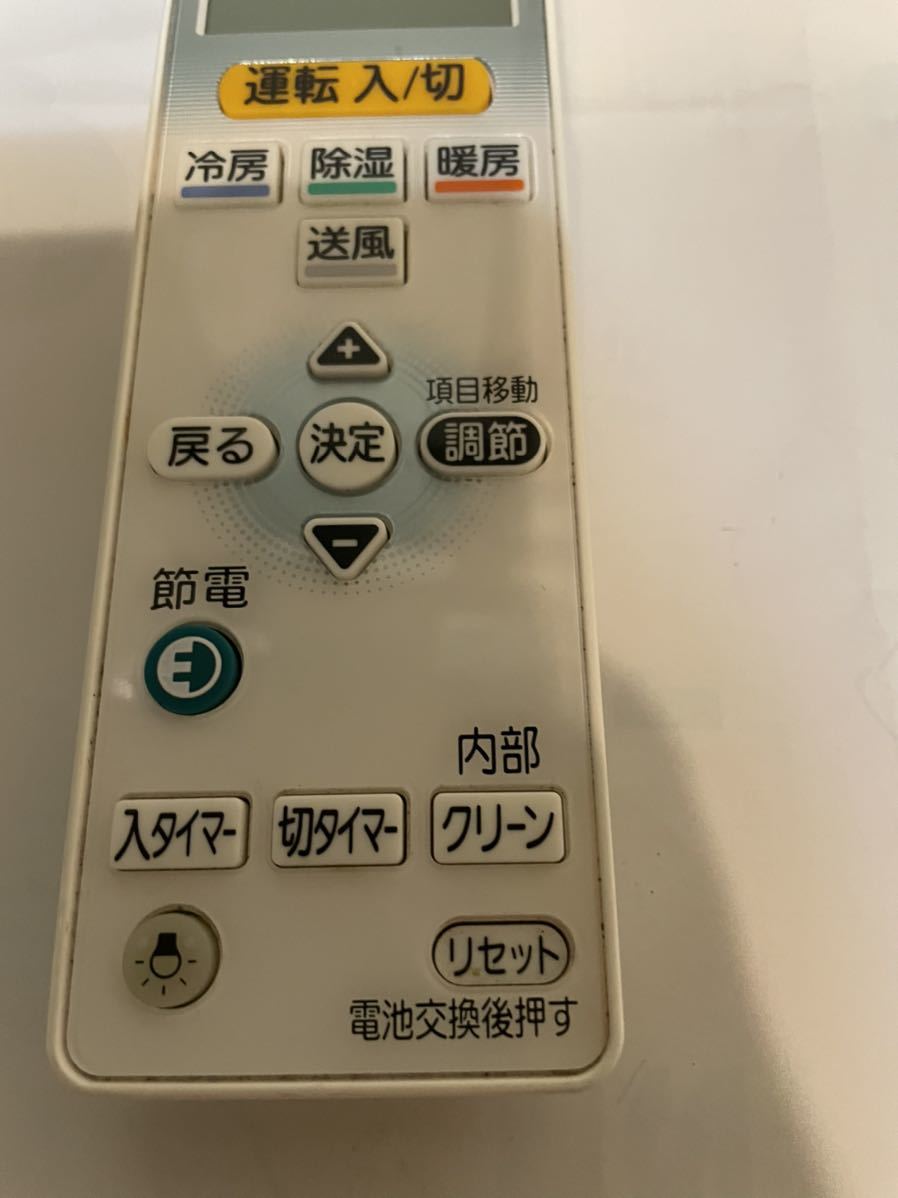 運転 入/切
冷房 除湿 暖房
送風
+
項目移動
戻る 決定 調節
-
節電
内部
入タイマー 切タイマー クリーン
リセット
電池交換後押す